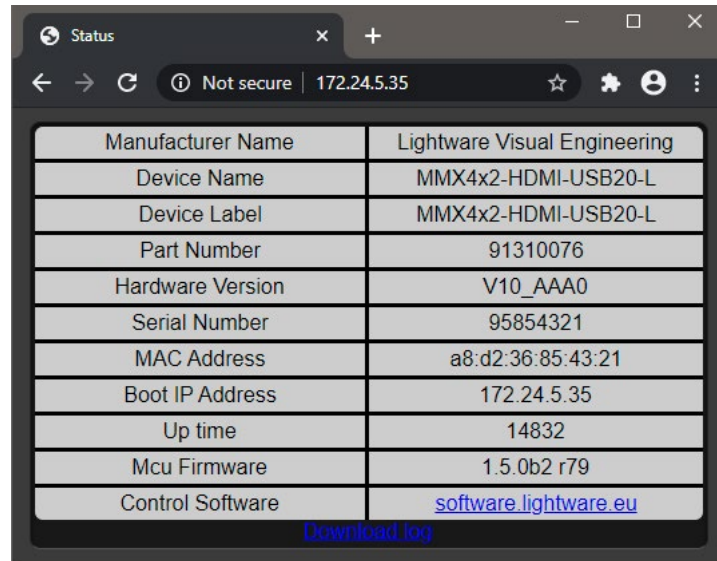 Status
Not secure 172.24.5.35
Manufacturer Name Lightware Visual Engineering
Device Name MMX4x2-HDMI-USB20-L
Device Label MMX4x2-HDMI-USB20-L
Part Number 91310076
Hardware Version V10_AAA0
Serial Number 95854321
MAC Address a8:d2:36:85:43:21
Boot IP Address 172.24.5.35
Up time 14832
Mcu Firmware 1.5.0b2 r79
Control Software software.lightware.eu
Download log